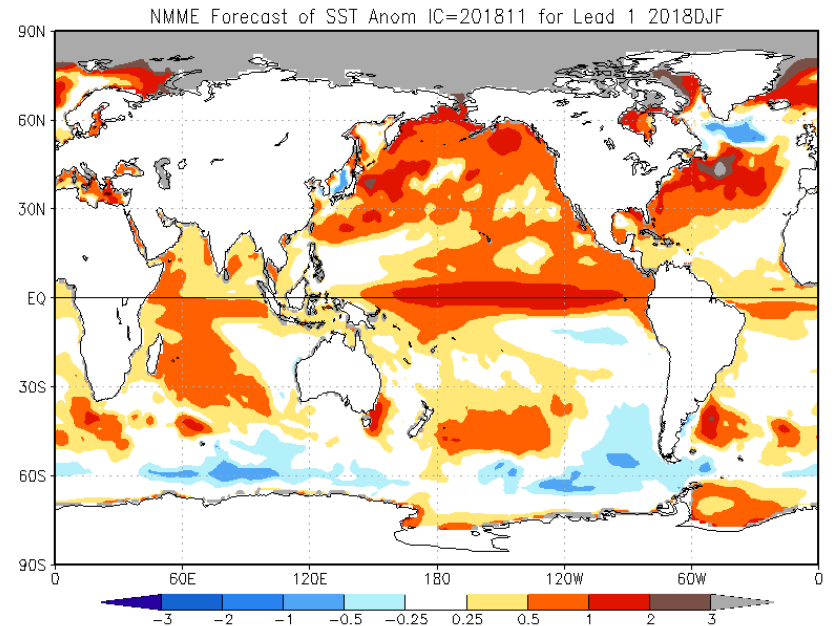 NMME Forecast of SST Anom IC=201811 for Lead 1 2018DJF
90N
60N
30N
EQ
30S
60S
90S
0 60E 120E 180 120W 60W 0
-3 -2 -1 -0.5 -0.25 0.25 0.5 1 2 3